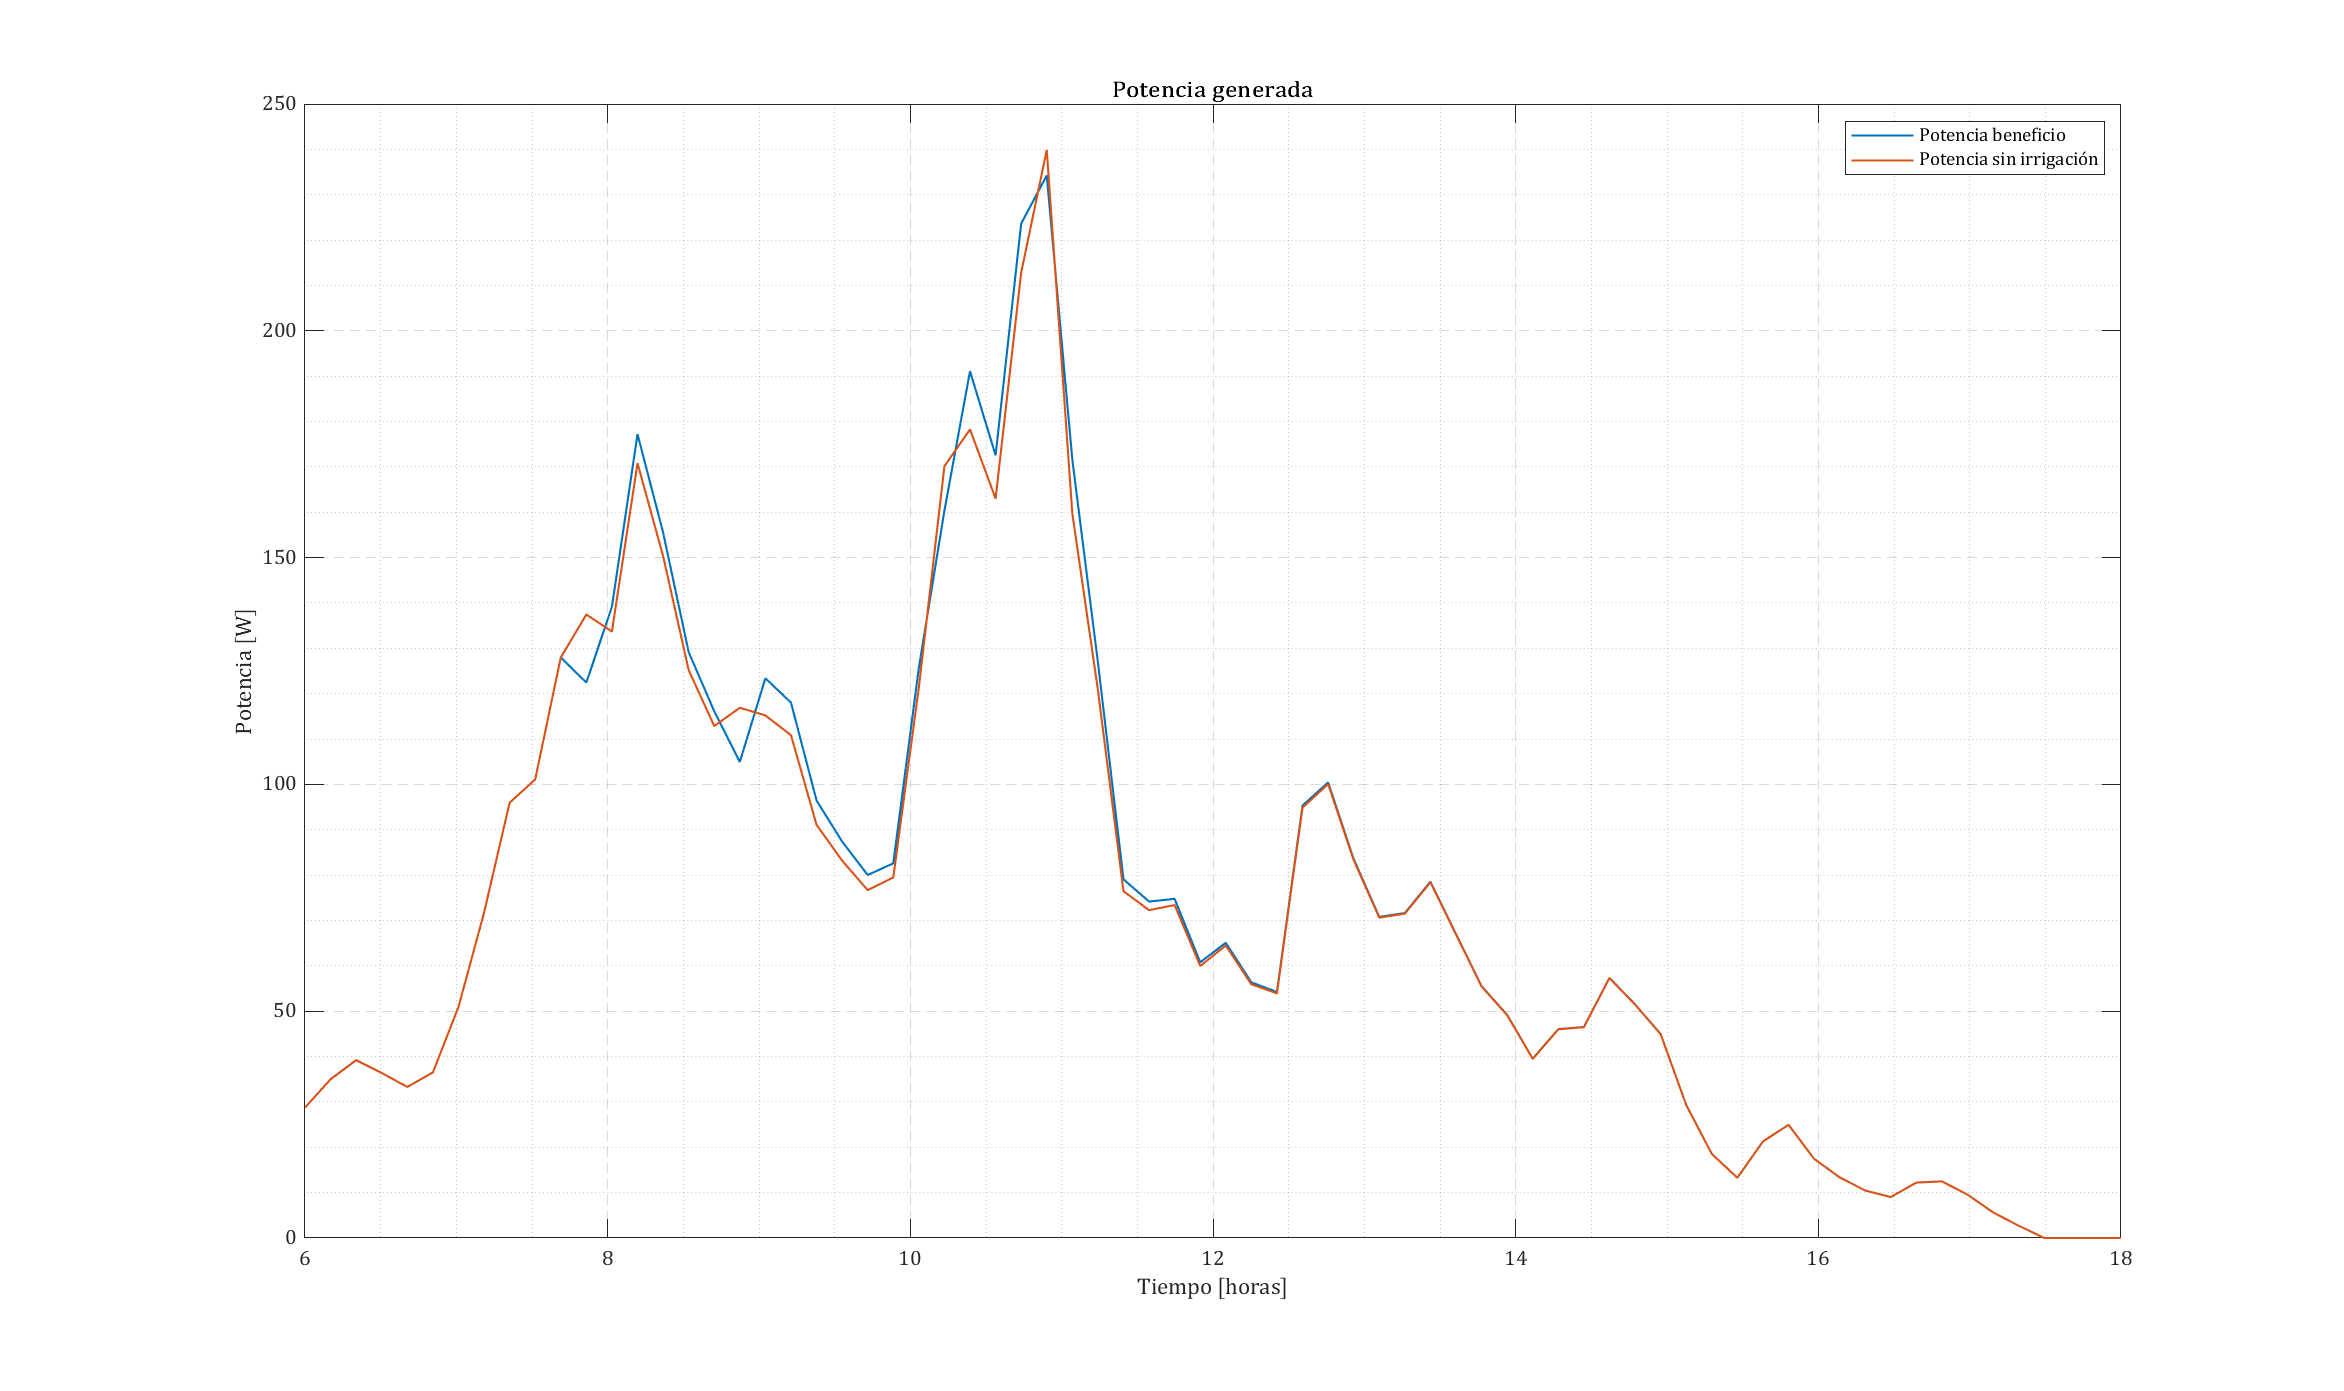 Potencia generada
250
200
150
100
50
0
Potencia [W]
Potencia beneficio
Potencia sin irrigación
6 8 10 12 14 16 18
Tiempo [horas]